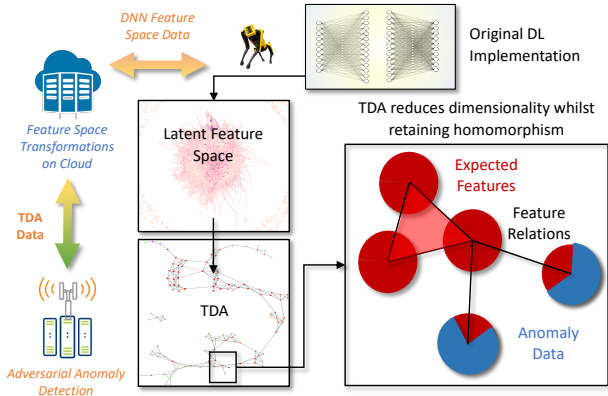 DNN Feature
Space Data
Original DL
Implementation
Feature Space
Transformations
on Cloud
Latent Feature
Space
TDA reduces dimensionality whilst
retaining homomorphism
Expected
Features
Feature
Relations
TDA
Data
TDA
Anomaly
Data
Adversarial Anomaly
Detection